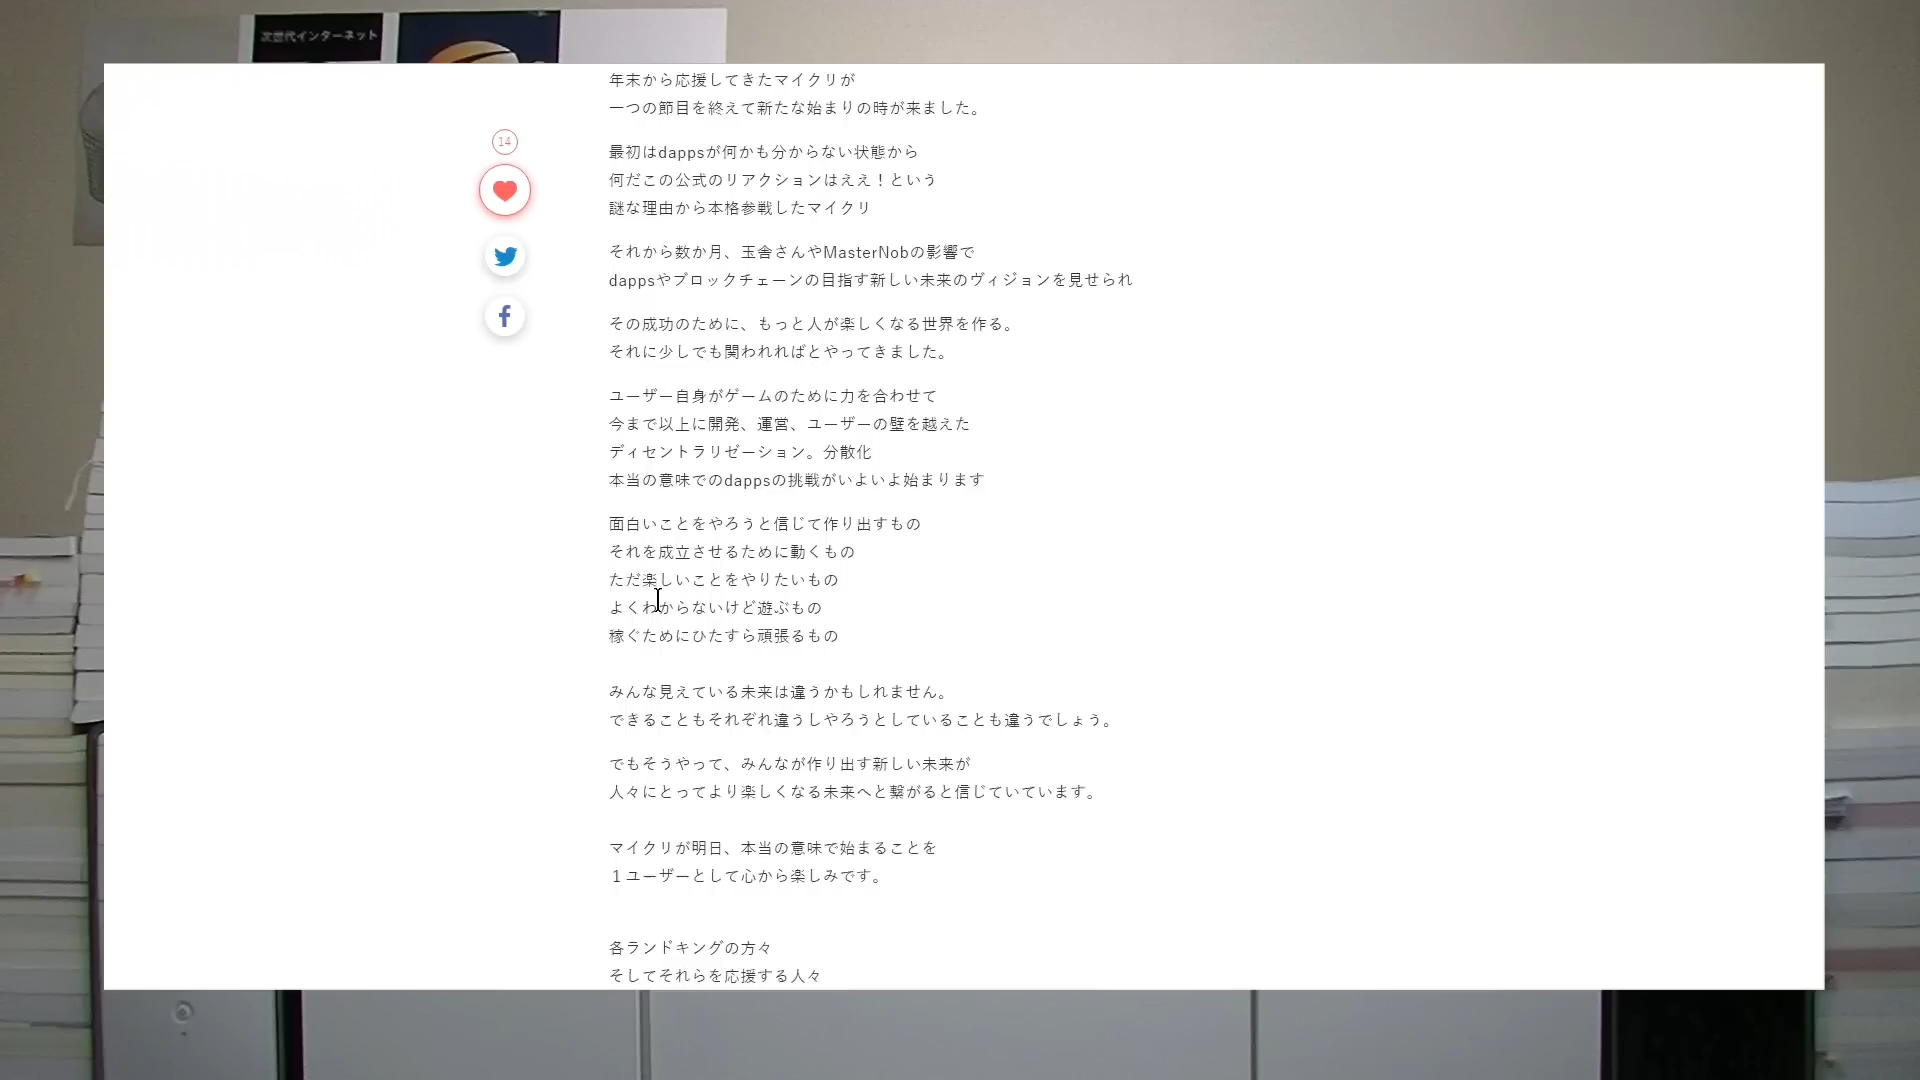 次世代インターネット
年末から応援してきたマイクリが
一つの節目を終えて新たな始まりの時が来ました。
14
最初はdappsが何かも分からない状態から
何だこの公式のリアクションはええ！という
謎な理由から本格参戦したマイクリ
それから数か月、玉舎さんやMasterNobの影響で
dappsやブロックチェーンの目指す新しい未来のヴィジョンを見せられ
その成功のために、もっと人が楽しくなる世界を作る。
それに少しでも関われればとやってきました。
ユーザー自身がゲームのために力を合わせて
今まで以上に開発、運営、ユーザーの壁を越えた
ディセントラリゼーション。分散化
本当の意味でのdappsの挑戦がいよいよ始まります
面白いことをやろうと信じて作り出すもの
それを成立させるために動くもの
ただ楽しいことをやりたいもの
よくわからないけど遊ぶもの
稼ぐためにひたすら頑張るもの
みんな見えている未来は違うかもしれません。
できることもそれぞれ違うしやろうとしていることも違うでしょう。
でもそうやって、みんなが作り出す新しい未来が
人々にとってより楽しくなる未来へと繋がると信じていています。
マイクリが明日、本当の意味で始まることを
１ユーザーとして心から楽しみです。
各ランドキングの方々
そしてそれらを応援する人々